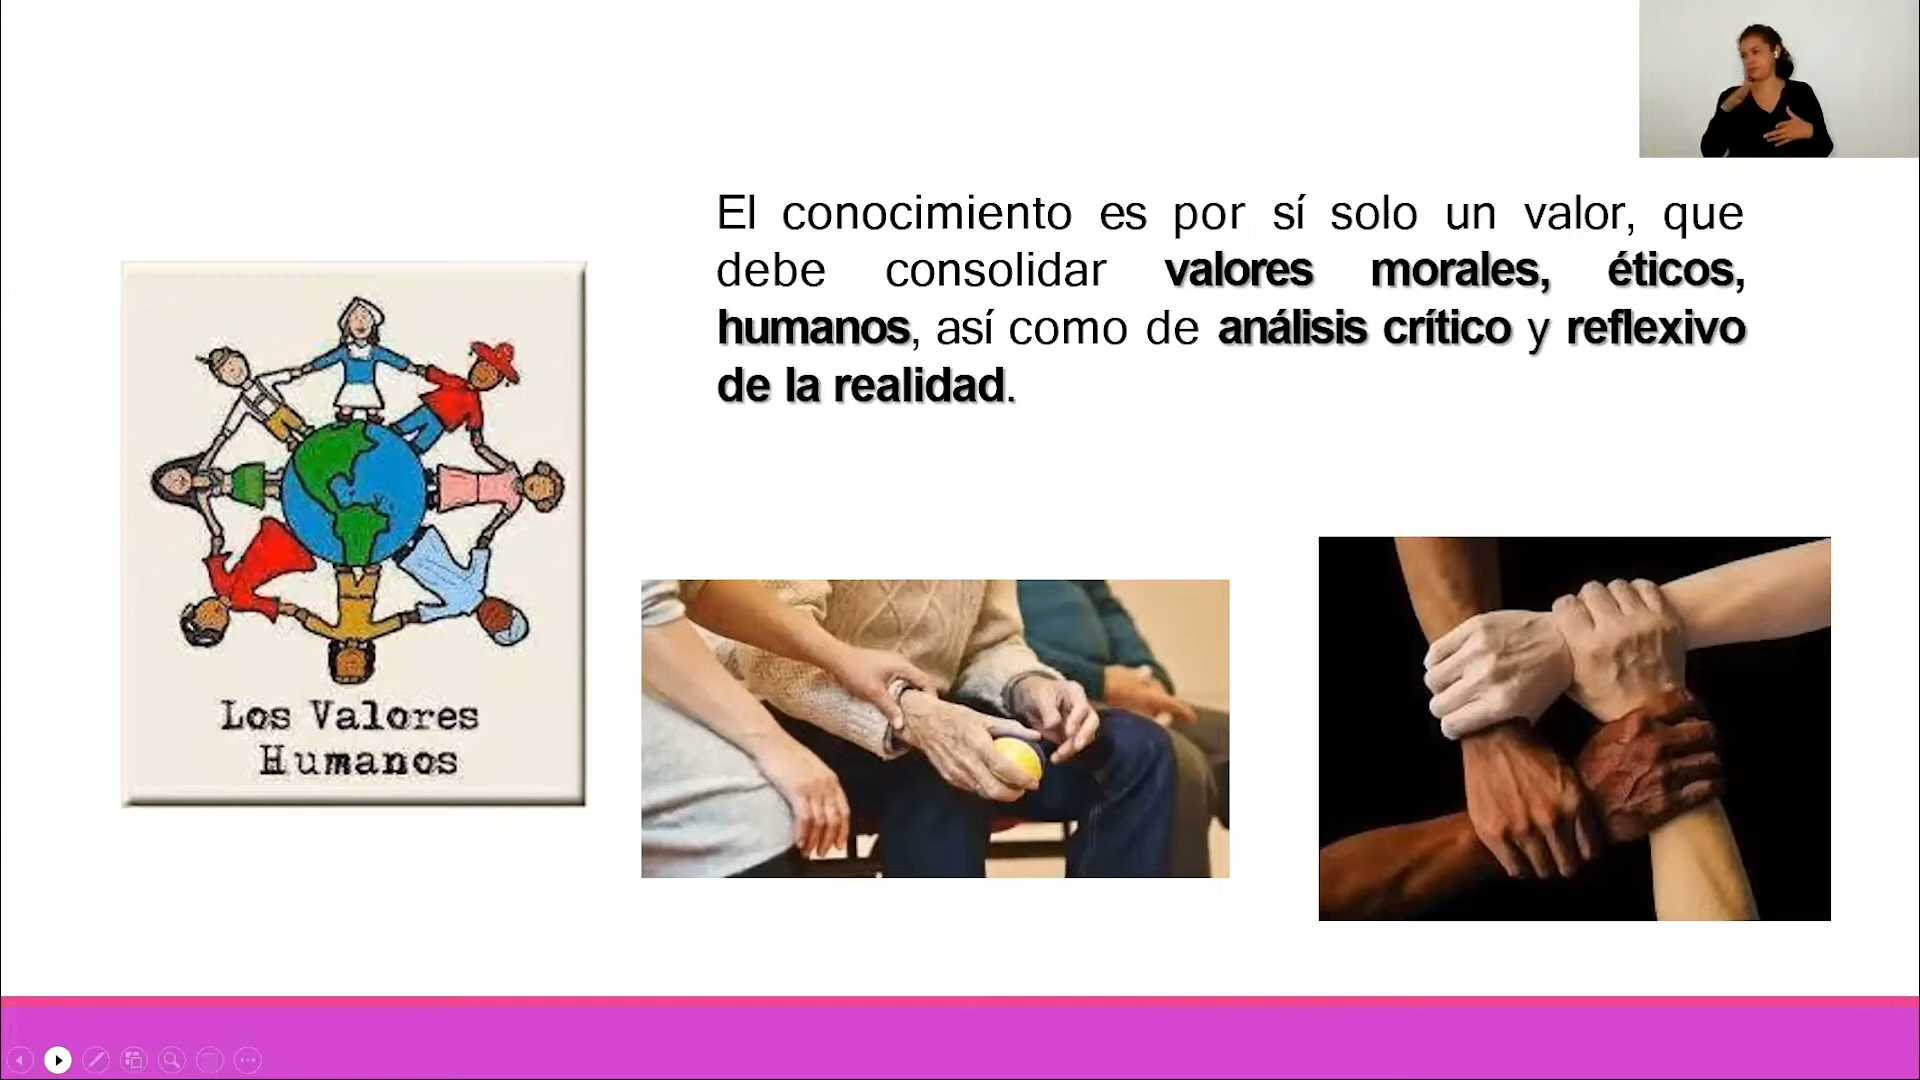 El conocimiento es por sí solo un valor, que
debe consolidar valores morales, éticos,
humanos, así como de análisis crítico y reflexivo
de la realidad.
Los Valores
Humanos